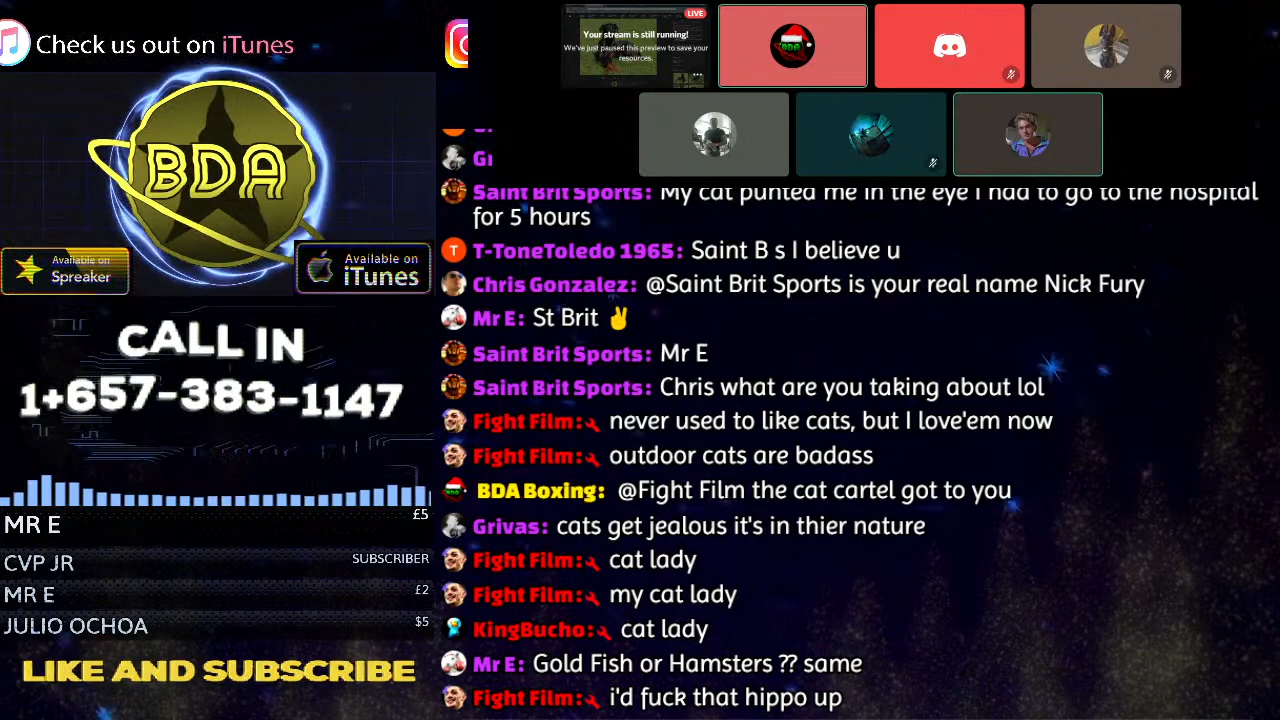 Check us out on iTunes
BDA
Available on
Spreaker
Available on
iTunes
CALL IN
1+657-383-1147
MR E £5
CVP JR SUBSCRIBER
MR E £2
JULIO OCHOA $5
LIKE AND SUBSCRIBE
LIVE
Your stream is still running!
We've just paused this preview to save your
resources.
BDA
Saint Brit Sports: My cat punted me in the eye I had to go to the hospital
for 5 hours
T
T-ToneToledo 1965: Saint B s I believe u
Chris Gonzalez: @Saint Brit Sports is your real name Nick Fury
Mr E: St Brit ✌
Saint Brit Sports: Mr E
Saint Brit Sports: Chris what are you taking about lol
Fight Film: never used to like cats, but I love'em now
Fight Film: outdoor cats are badass
BDA Boxing: @Fight Film the cat cartel got to you
Grivas: cats get jealous it's in thier nature
Fight Film: cat lady
Fight Film: my cat lady
KingBucho: cat lady
Mr E: Gold Fish or Hamsters ?? same
Fight Film: i'd fuck that hippo up